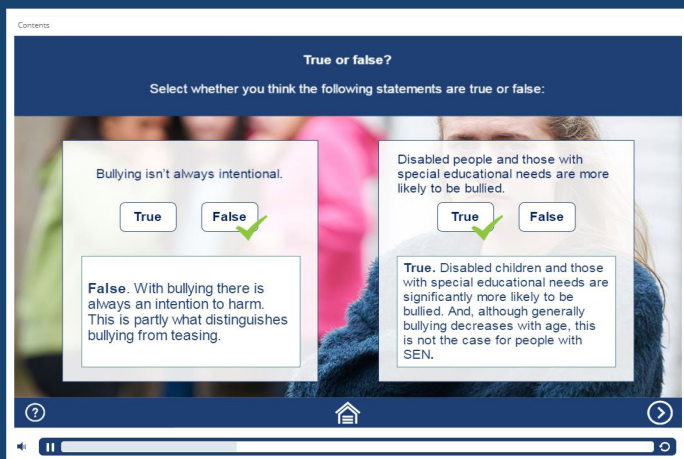 Contents
True or false?
Select whether you think the following statements are true or false:
Bullying isn't always intentional.
True
False
False. With bullying there is
always an intention to harm.
This is partly what distinguishes
bullying from teasing.
Disabled people and those with
special educational needs are more
likely to be bullied.
True
False
True. Disabled children and those
with special educational needs are
significantly more likely to be
bullied. And, although generally
bullying decreases with age, this
is not the case for people with
SEN.
?